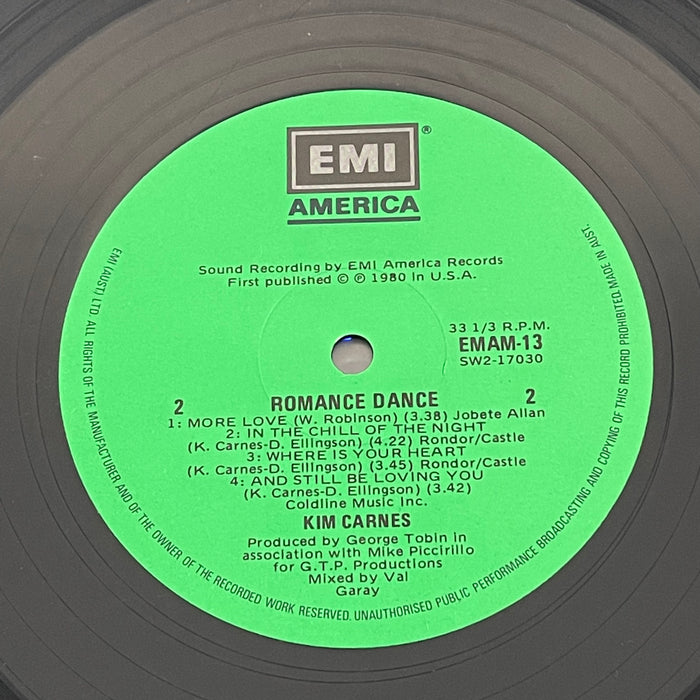 EMI®
AMERICA
Sound Recording by EMI America Records
First published © ℗ 1980 in U.S.A.
33 1/3 R.P.M.
EMAM-13
SW2-17030
2 ROMANCE DANCE 2
1: MORE LOVE (W. Robinson) (3.38) Jobete Allan
2: IN THE CHILL OF THE NIGHT
(K. Carnes-D. Ellingson) (4.22) Rondor/Castle
3: WHERE IS YOUR HEART
(K. Carnes-D. Ellingson) (3.45) Rondor/Castle
4: AND STILL BE LOVING YOU
(K. Carnes-D. Ellingson) (3.42)
Coldline Music Inc.
KIM CARNES
Produced by George Tobin in
association with Mike Piccirillo
for G.T.P. Productions
Mixed by Val
Garay
EMI (AUST.) LTD. ALL RIGHTS OF THE MANUFACTURER AND OF THE OWNER OF THE RECORDED WORK RESERVED. UNAUTHORISED PUBLIC PERFORMANCE BROADCASTING AND COPYING OF THIS RECORD PROHIBITED. MADE IN AUST.